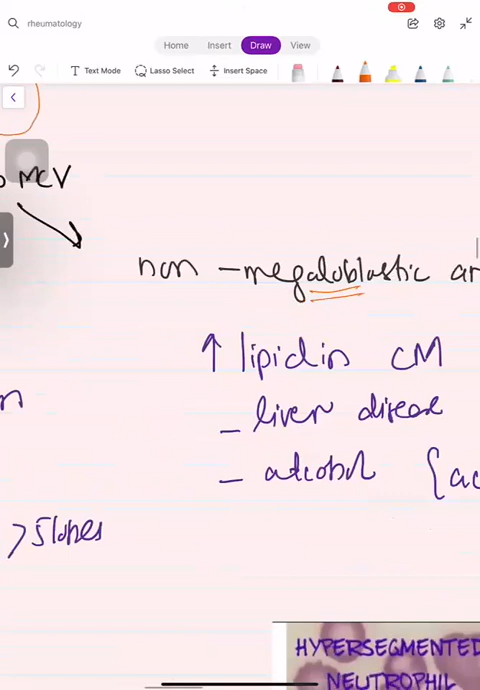 rheumatology
Home Insert Draw View
Text Mode Lasso Select Insert Space
MCV
non - megaloblastic an
↑ lipid in CM
- liver disease
- alcohol {ac
n
> 5 lobes
HYPERSEGMENTED
NEUTROPHIL